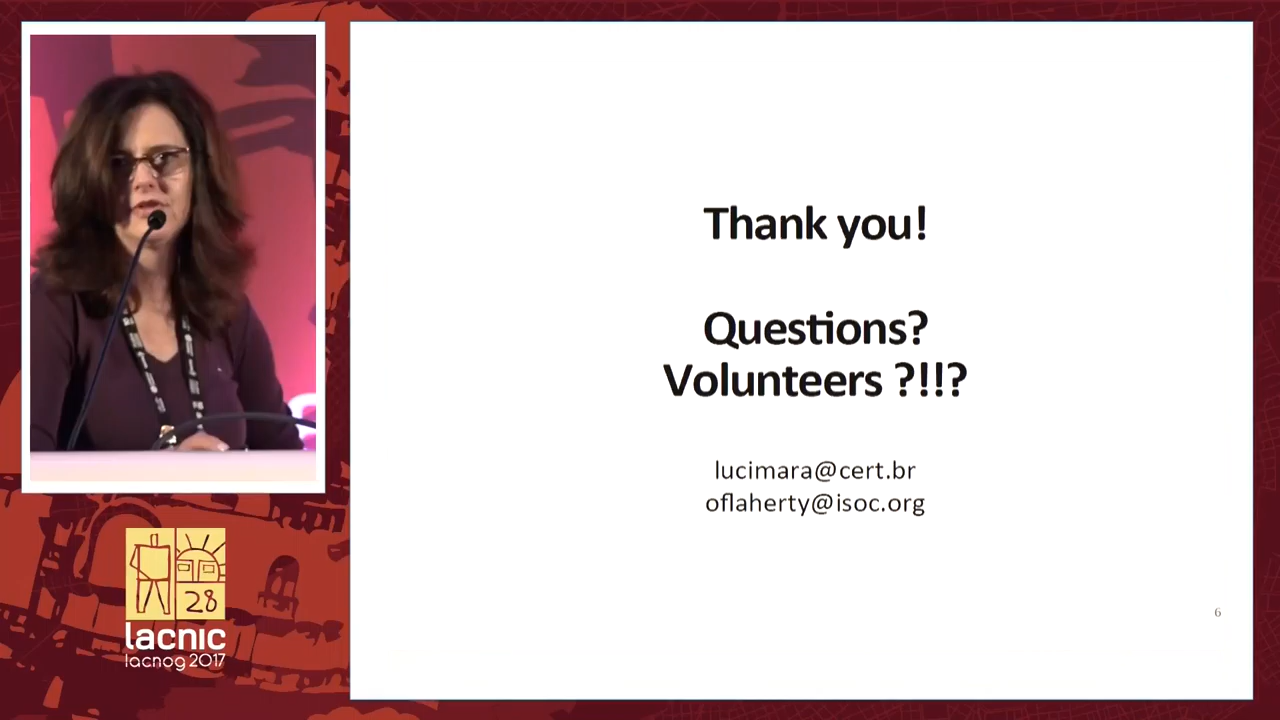 Thank you!
Questions?
Volunteers ?!!?
lucimara@cert.br
oflaherty@isoc.org
6
28
lacnic
lacnog 2017